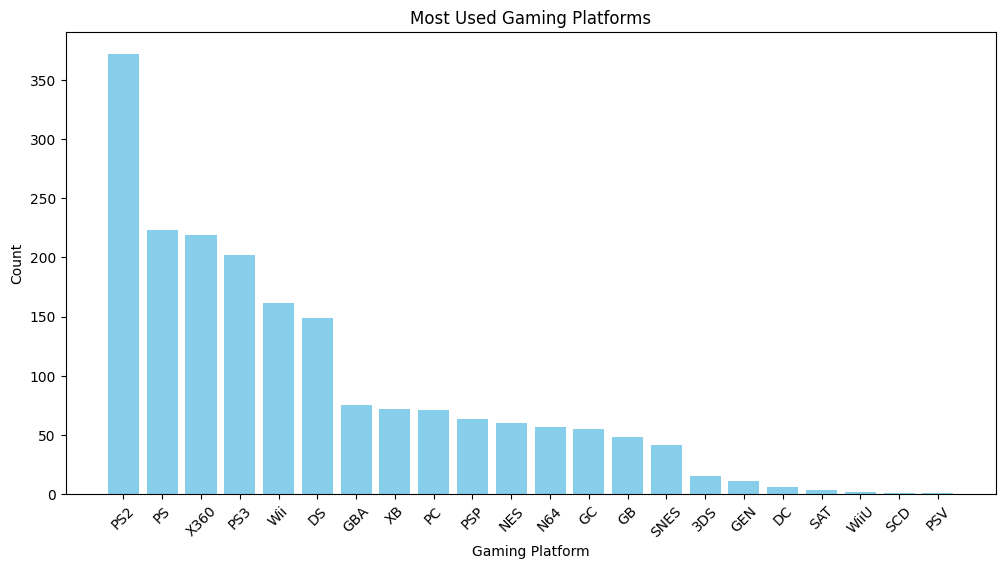 Most Used Gaming Platforms
Count
350
300
250
200
150
100
50
0
PS2 PS X360 PS3 Wii DS GBA XB PC PSP NES N64 GC GB SNES 3DS GEN DC SAT WiiU SCD PSV
Gaming Platform